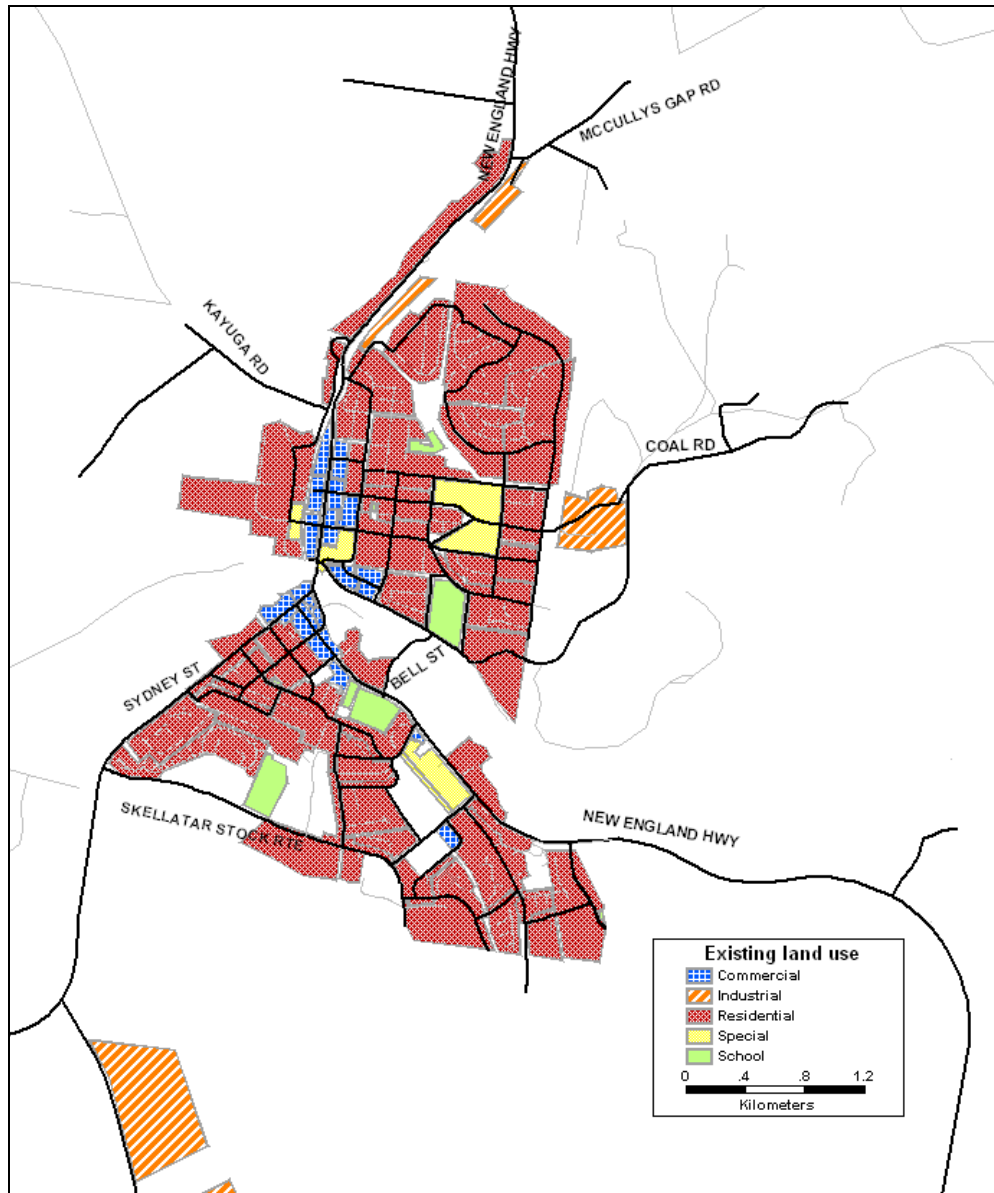 NEW ENGLAND HWY
MCCULLYS GAP RD
KAYUGA RD
COAL RD
BELL ST
SYDNEY ST
SKELLATAR STOCK RTE
NEW ENGLAND HWY
Existing land use
Commercial
Industrial
Residential
Special
School
0 .4 .8 1.2
Kilometers